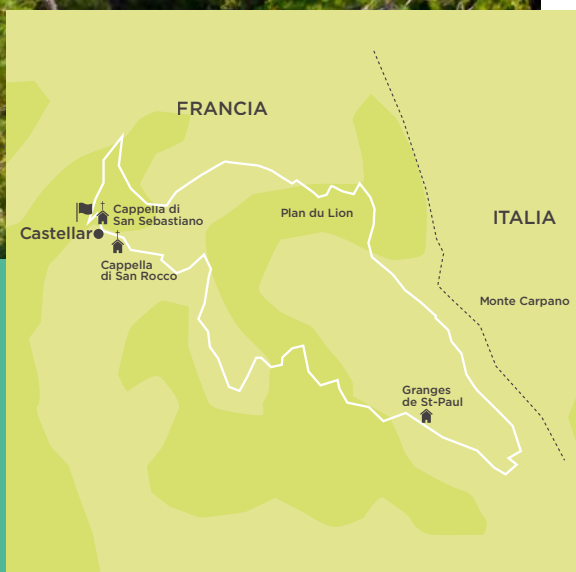 FRANCIA
Cappella di
San Sebastiano
Plan du Lion
ITALIA
Castellar
Cappella
di San Rocco
Monte Carpano
Granges
de St-Paul